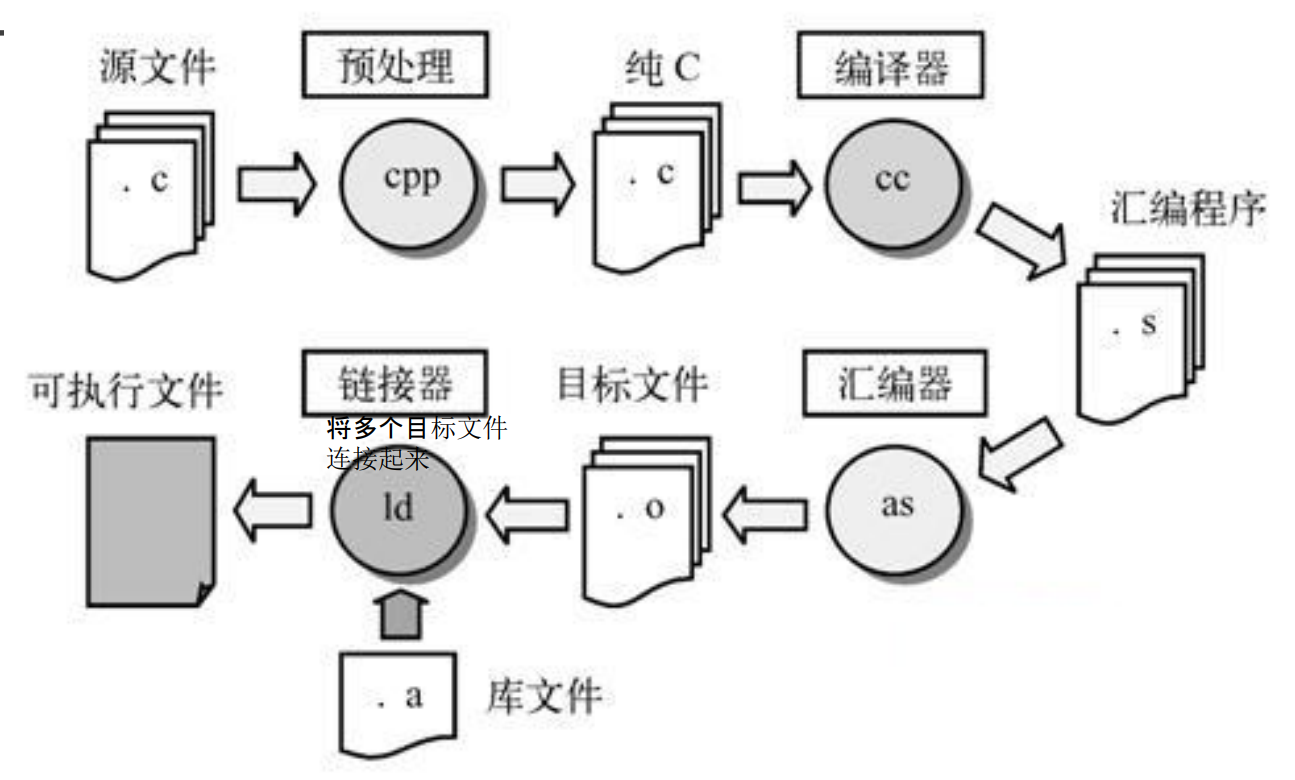 源文件
预处理
纯 C
编译器
. c
cpp
. c
cc
汇编程序
. s
可执行文件
链接器
目标文件
汇编器
将多个目标文件
连接起来
ld
. o
as
. a
库文件